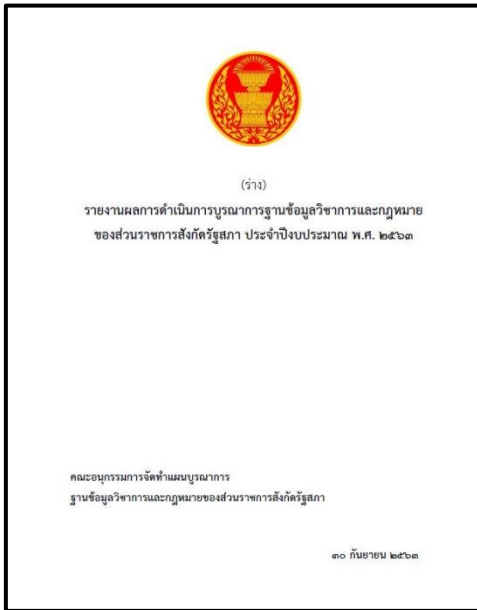 (ร่าง)
รายงานผลการดำเนินการบูรณาการฐานข้อมูลวิชาการและกฎหมาย
ของส่วนราชการสังกัดรัฐสภา ประจำปีงบประมาณ พ.ศ. ๒๕๖๓
คณะอนุกรรมการจัดทำแผนบูรณาการ
ฐานข้อมูลวิชาการและกฎหมายของส่วนราชการสังกัดรัฐสภา
๓๐ กันยายน ๒๕๖๓